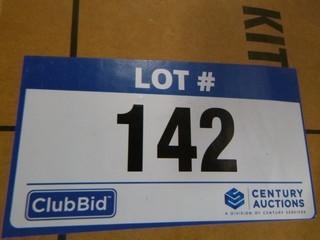 KIT
LOT #
142
ClubBid
CENTURY
AUCTIONS
A DIVISION OF CENTURY SERVICES